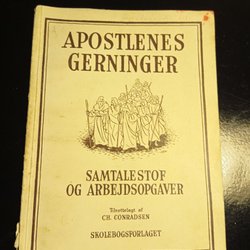 APOSTLENES
GERNINGER
SAMTALESTOF
OG ARBEJDSOPGAVER
Tilrettelagt af
CH. CONRADSEN
SKOLEBOGSFORLAGET